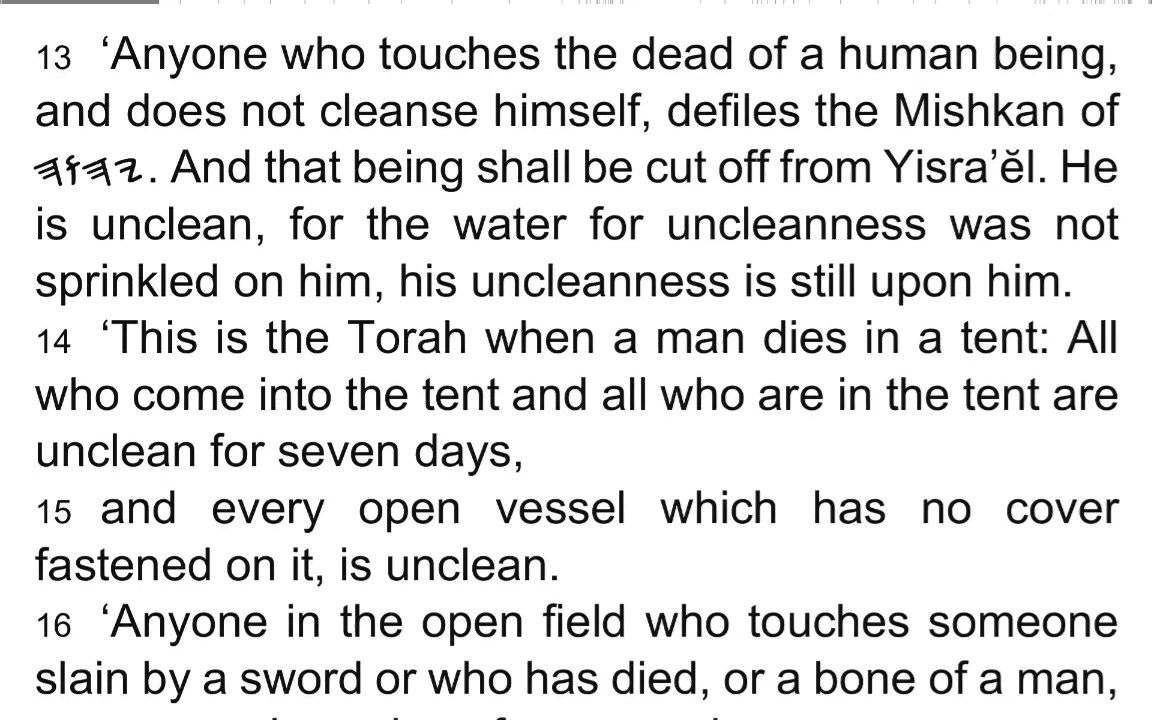 13 ‘Anyone who touches the dead of a human being,
and does not cleanse himself, defiles the Mishkan of
𐤉𐤄𐤅𐤄. And that being shall be cut off from Yisra’ĕl. He
is unclean, for the water for uncleanness was not
sprinkled on him, his uncleanness is still upon him.
14 ‘This is the Torah when a man dies in a tent: All
who come into the tent and all who are in the tent are
unclean for seven days,
15 and every open vessel which has no cover
fastened on it, is unclean.
16 ‘Anyone in the open field who touches someone
slain by a sword or who has died, or a bone of a man,